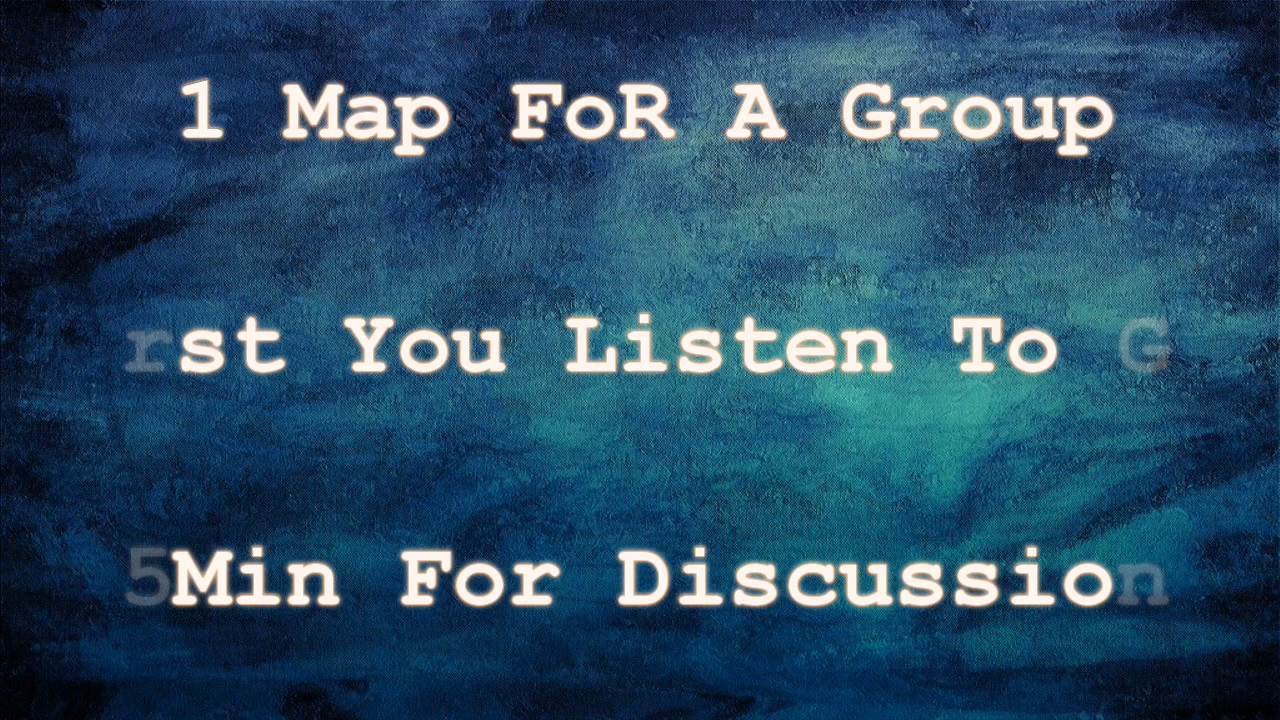 1 Map FoR A Group
rst You Listen To G
5Min For Discussion